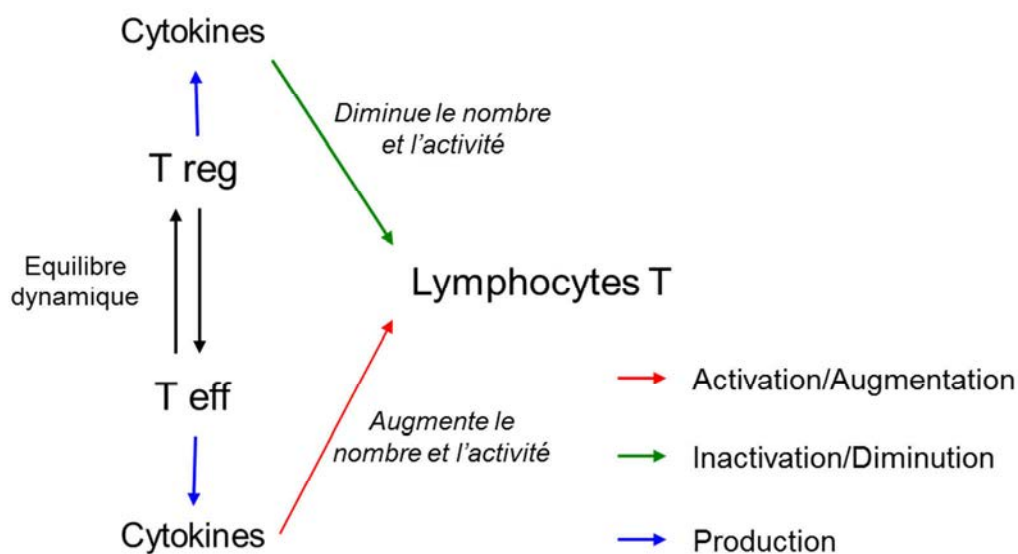 Cytokines
Diminue le nombre
et l’activité
T reg
Equilibre
dynamique
Lymphocytes T
T eff
Augmente le
nombre et l’activité
Cytokines
Activation/Augmentation
Inactivation/Diminution
Production